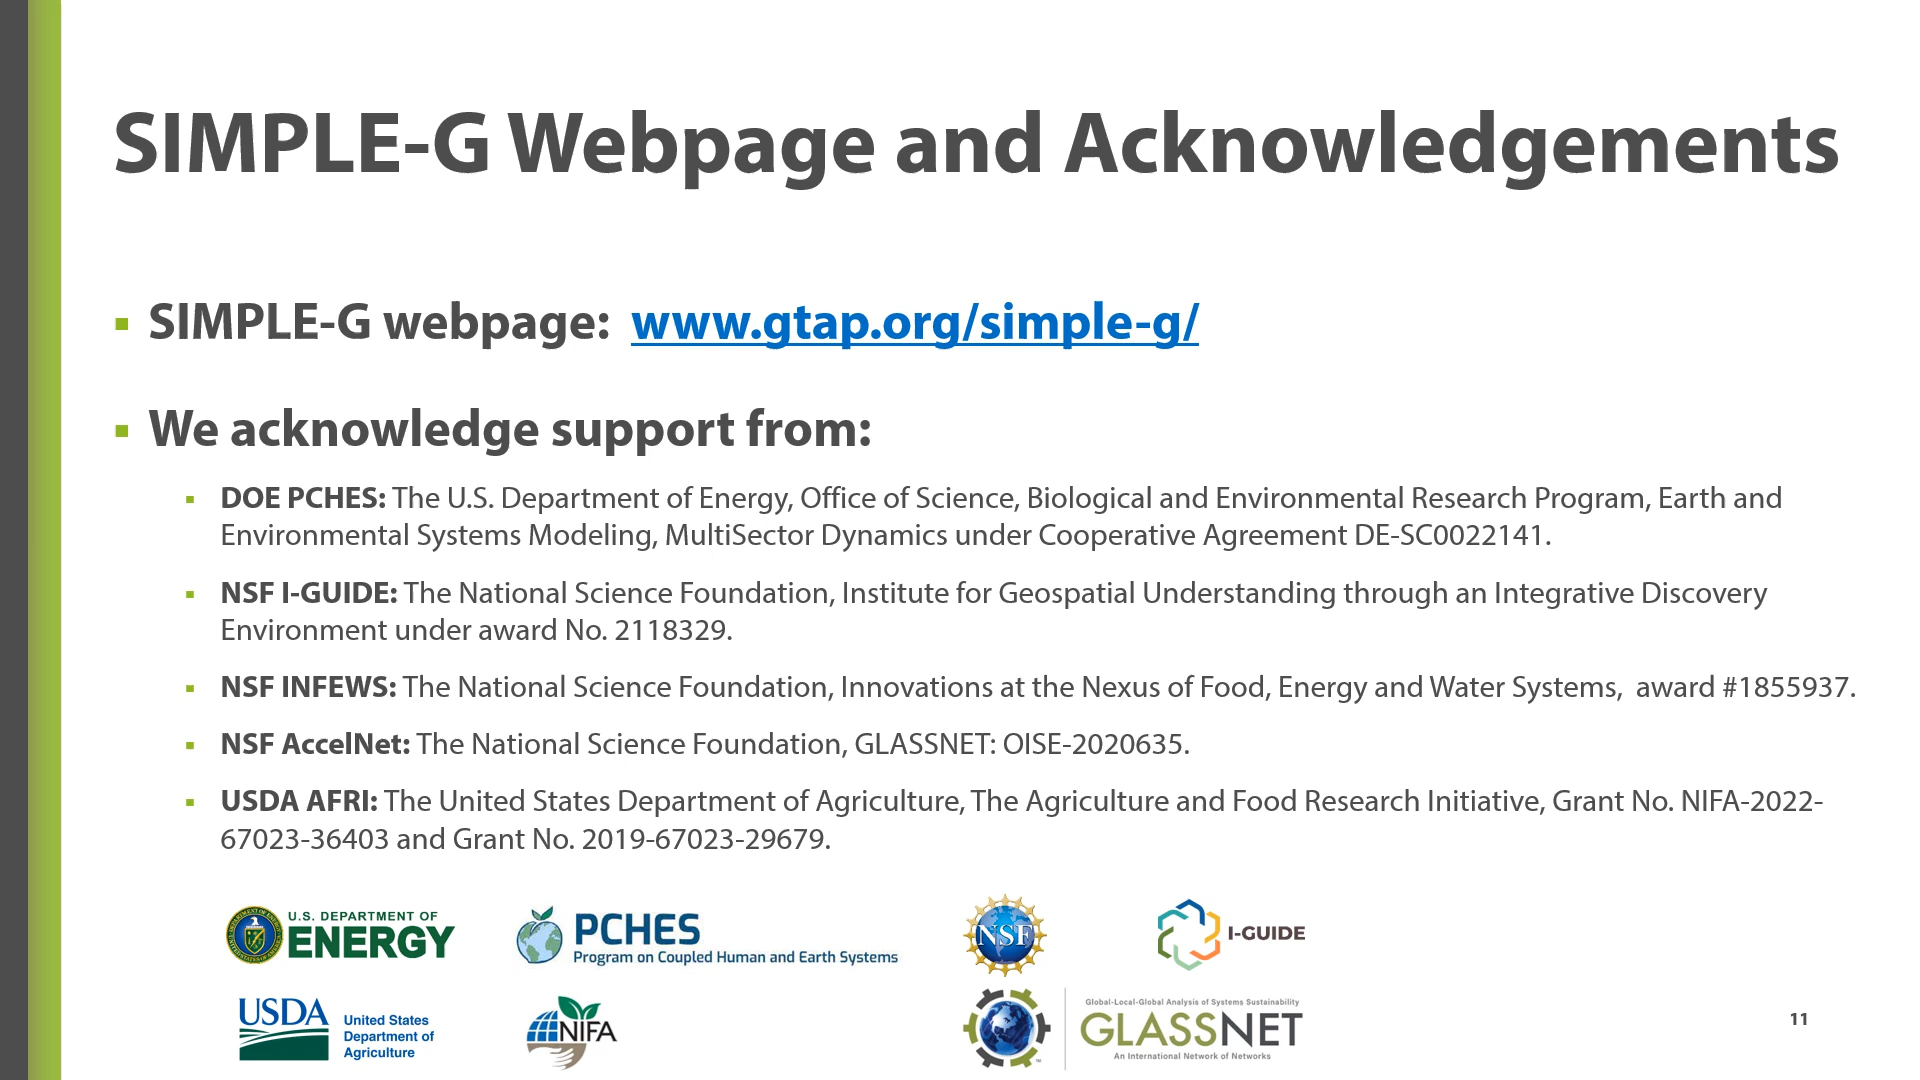 SIMPLE-G Webpage and Acknowledgements
▪ SIMPLE-G webpage: www.gtap.org/simple-g/
▪ We acknowledge support from:
▪ DOE PCHES: The U.S. Department of Energy, Office of Science, Biological and Environmental Research Program, Earth and
Environmental Systems Modeling, MultiSector Dynamics under Cooperative Agreement DE-SC0022141.
▪ NSF I-GUIDE: The National Science Foundation, Institute for Geospatial Understanding through an Integrative Discovery
Environment under award No. 2118329.
▪ NSF INFEWS: The National Science Foundation, Innovations at the Nexus of Food, Energy and Water Systems,  award #1855937.
▪ NSF AccelNet: The National Science Foundation, GLASSNET: OISE-2020635.
▪ USDA AFRI: The United States Department of Agriculture, The Agriculture and Food Research Initiative, Grant No. NIFA-2022-
67023-36403 and Grant No. 2019-67023-29679.
U.S. DEPARTMENT OF
ENERGY
PCHES
Program on Coupled Human and Earth Systems
NSF
I-GUIDE
USDA
United States
Department of
Agriculture
NIFA
Global-Local-Global Analysis of Systems Sustainability
GLASSNET
An International Network of Networks
11